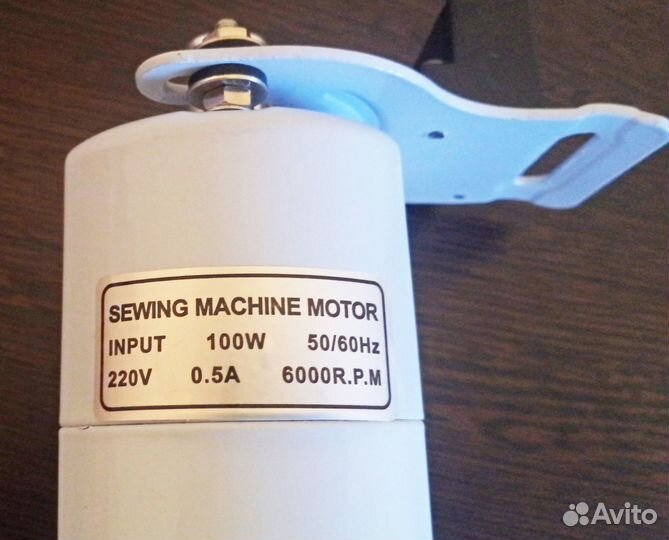 SEWING MACHINE MOTOR
INPUT 100W 50/60Hz
220V 0.5A 6000R.P.M
Avito